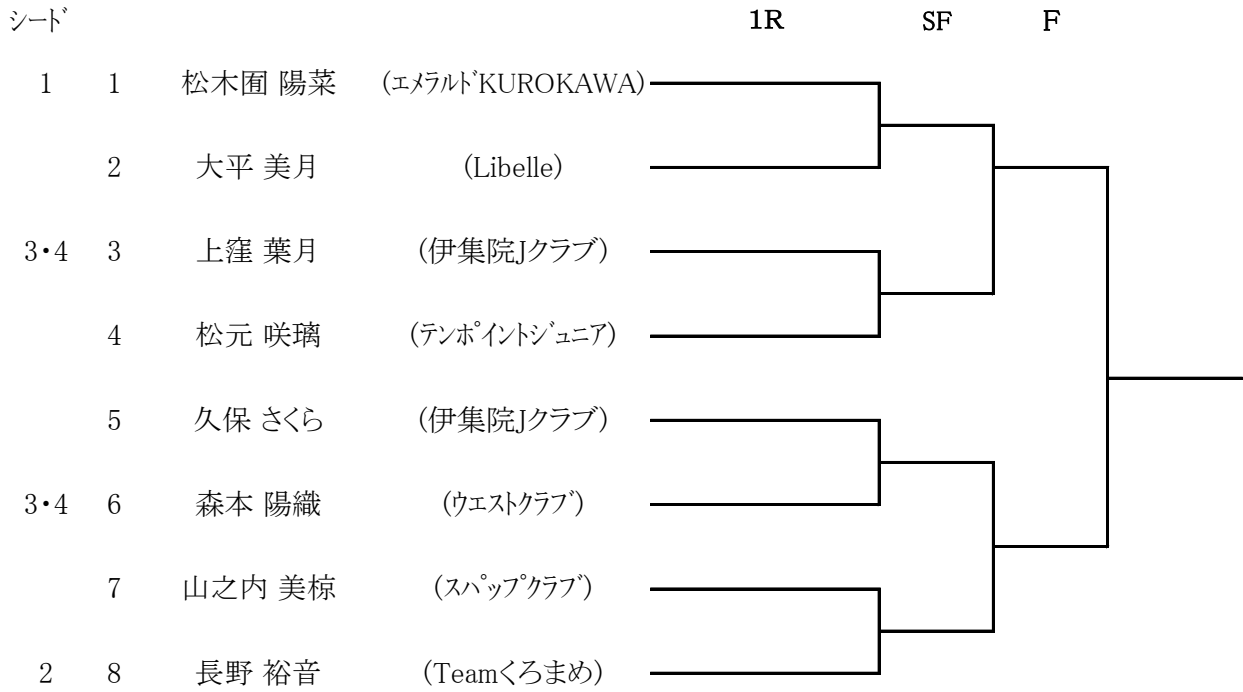 シード 1R SF F
1 1 松木囿 陽菜 (エメラルドKUROKAWA)
2 大平 美月 (Libelle)
3・4 3 上窪 葉月 (伊集院Jクラブ)
4 松元 咲璃 (テンポイントジュニア)
5 久保 さくら (伊集院Jクラブ)
3・4 6 森本 陽織 (ウエストクラブ)
7 山之内 美椋 (スパップクラブ)
2 8 長野 裕音 (Teamくろまめ)